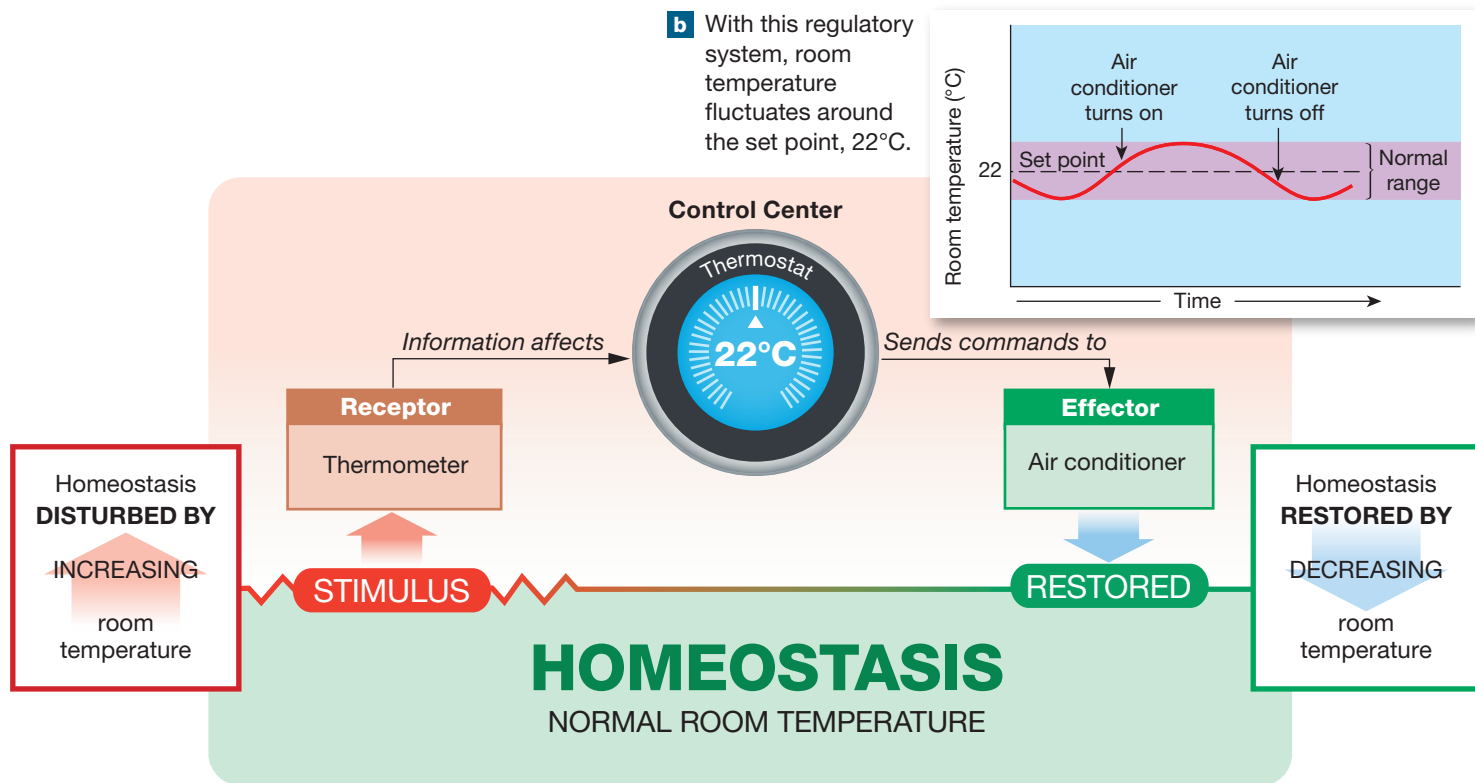 b With this regulatory
system, room
temperature
fluctuates around
the set point, 22°C.
Room temperature (°C)
Air
conditioner
turns on
Air
conditioner
turns off
22
Set point
Normal
range
Time
Control Center
Thermostat
22°C
Information affects
Sends commands to
Receptor
Thermometer
Effector
Air conditioner
Homeostasis
DISTURBED BY
INCREASING
room
temperature
STIMULUS
RESTORED
Homeostasis
RESTORED BY
DECREASING
room
temperature
HOMEOSTASIS
NORMAL ROOM TEMPERATURE